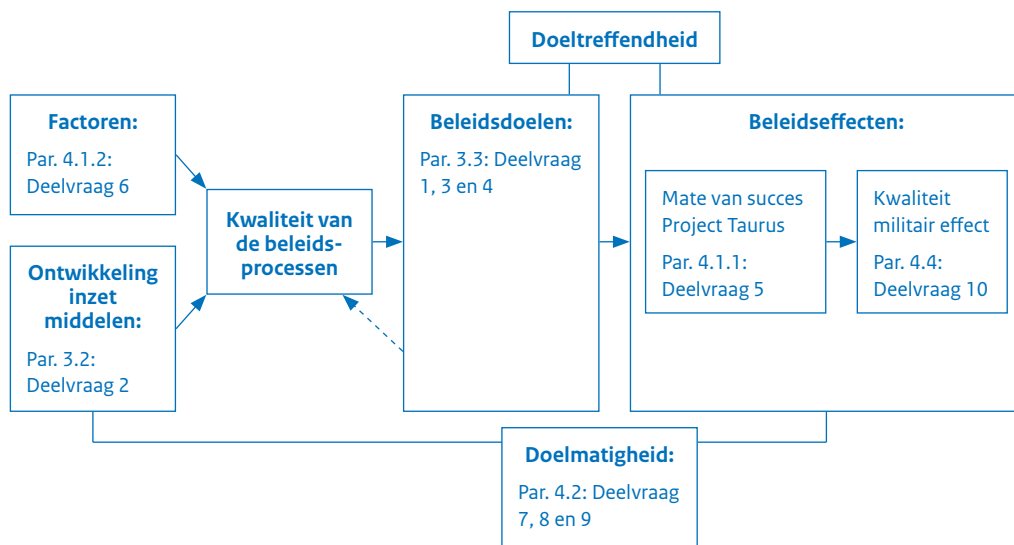 Doeltreffendheid
Factoren:
Par. 4.1.2:
Deelvraag 6
Ontwikkeling
inzet
middelen:
Par. 3.2:
Deelvraag 2
Kwaliteit van
de beleids-
processen
Beleidsdoelen:
Par. 3.3: Deelvraag
1, 3 en 4
Beleidseffecten:
Mate van succes
Project Taurus
Par. 4.1.1:
Deelvraag 5
Kwaliteit
militair effect
Par. 4.4:
Deelvraag 10
Doelmatigheid:
Par. 4.2: Deelvraag
7, 8 en 9